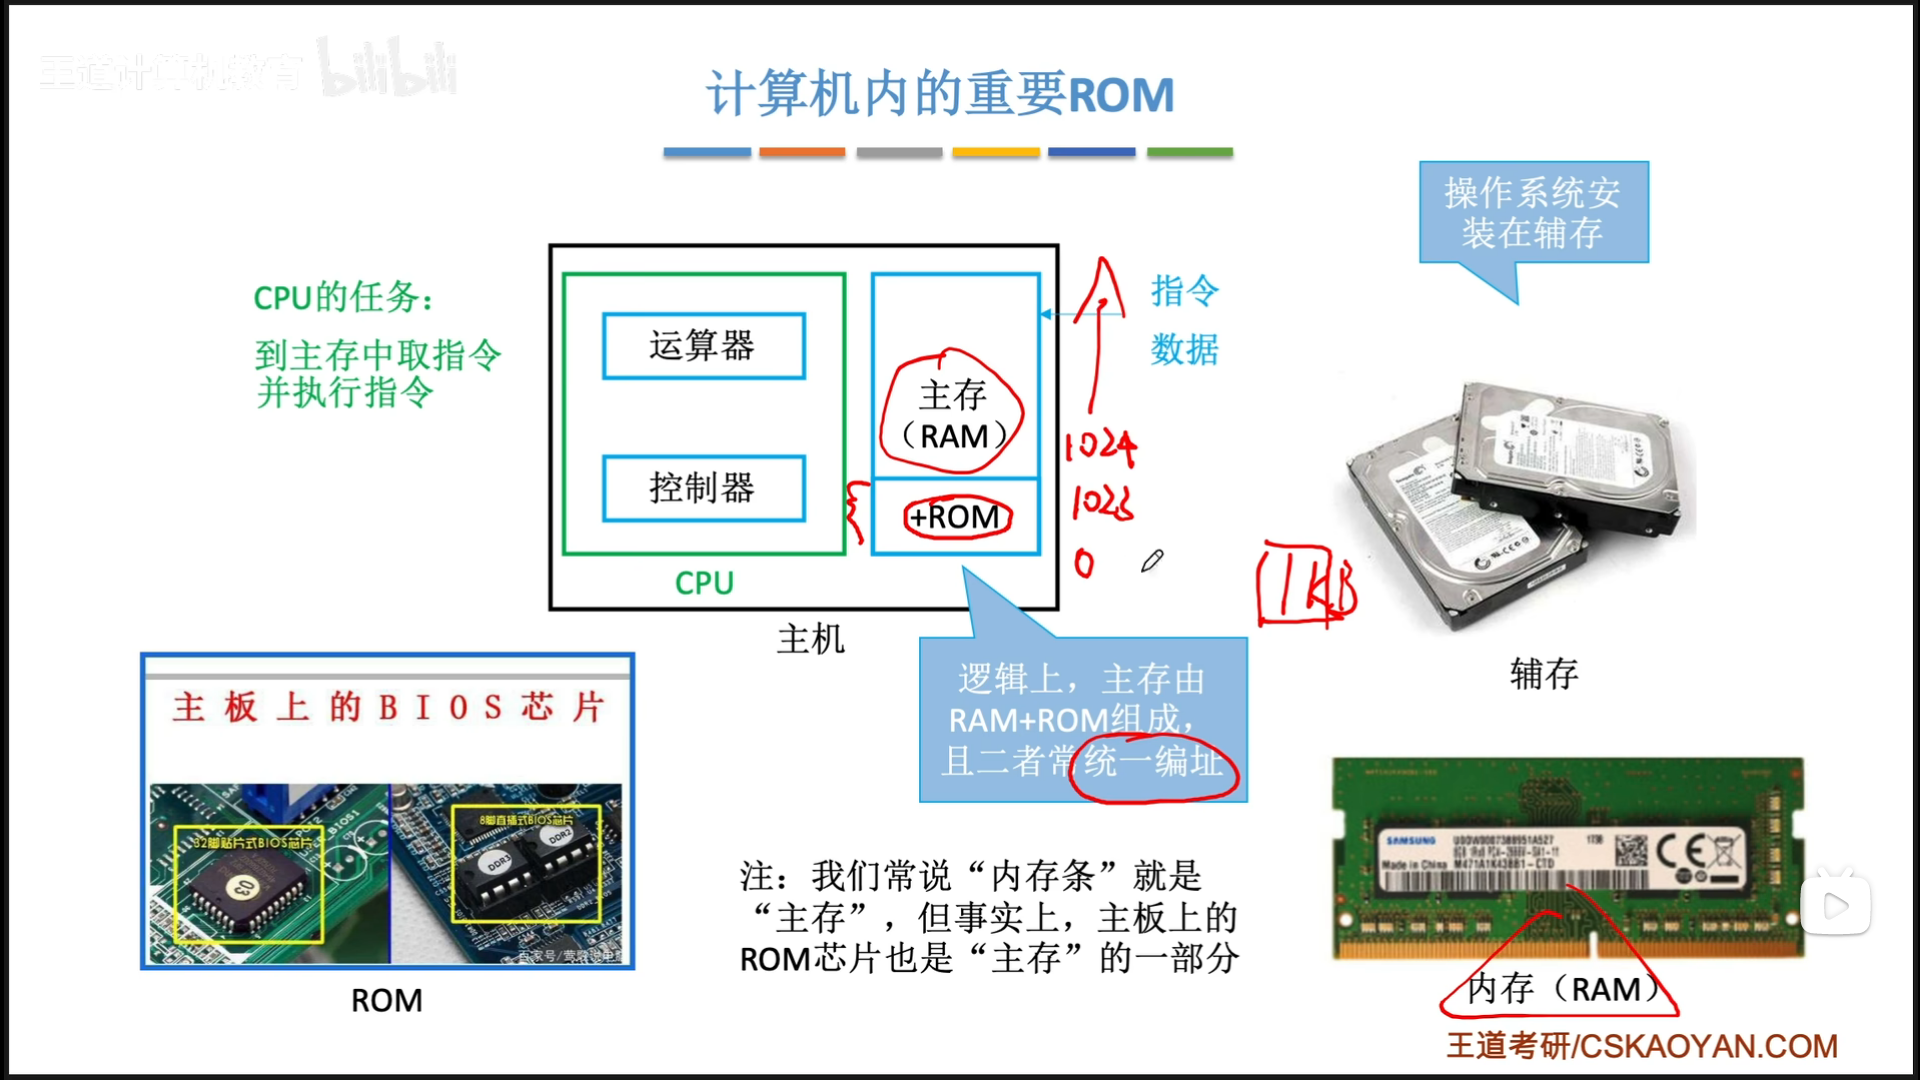 王道计算机教育 bilibili
计算机内的重要ROM
操作系统安
装在辅存
CPU的任务：
到主存中取指令
并执行指令
运算器
控制器
CPU
主存
（RAM）
+ROM
主机
指令
数据
1024
1023
0
1KB
辅存
逻辑上，主存由
RAM+ROM组成，
且二者常统一编址
主板上的BIOS芯片
32脚贴片式BIOS芯片
03
8脚直插式BIOS芯片
DDR3
DDR2
ROM
注：我们常说“内存条”就是
“主存”，但事实上，主板上的
ROM芯片也是“主存”的一部分
SAMSUNG
Made in China
内存（RAM）
王道考研/CSKAOYAN.COM